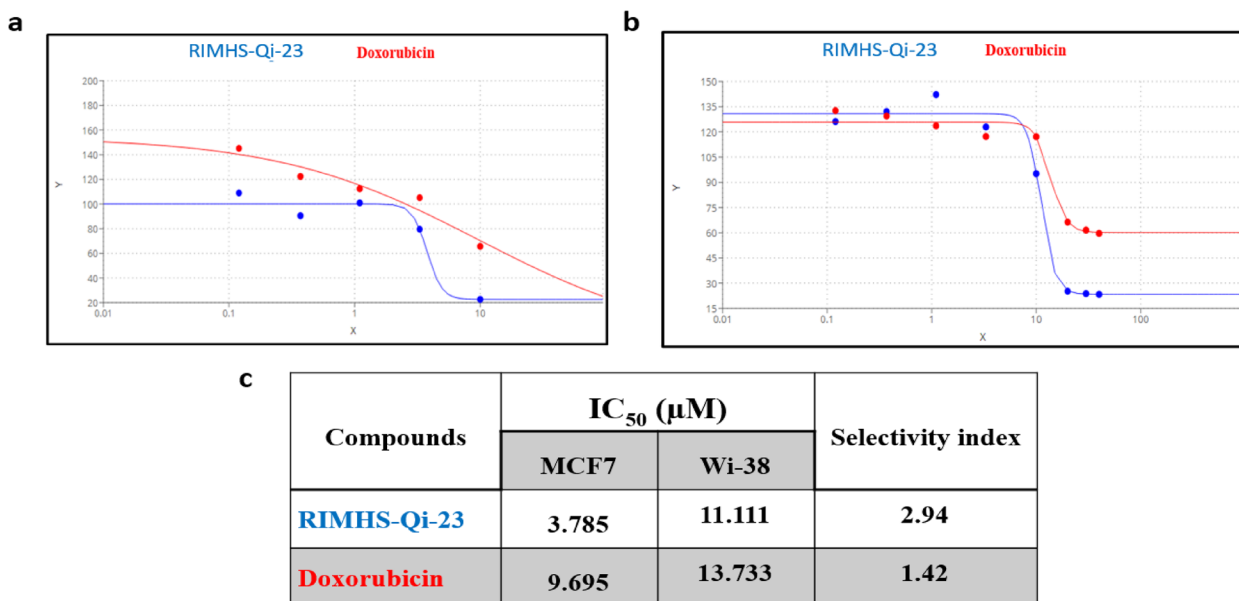 a
RIMHS-Qi-23 Doxorubicin
200
180
160
140
120
100
80
60
40
20
Y
0.01 0.1 1 10
X
b
RIMHS-Qi-23 Doxorubicin
150
135
120
105
90
75
60
45
30
15
Y
0.01 0.1 1 10 100
X
c
Compounds IC50 (μM) Selectivity index
MCF7 Wi-38
RIMHS-Qi-23 3.785 11.111 2.94
Doxorubicin 9.695 13.733 1.42